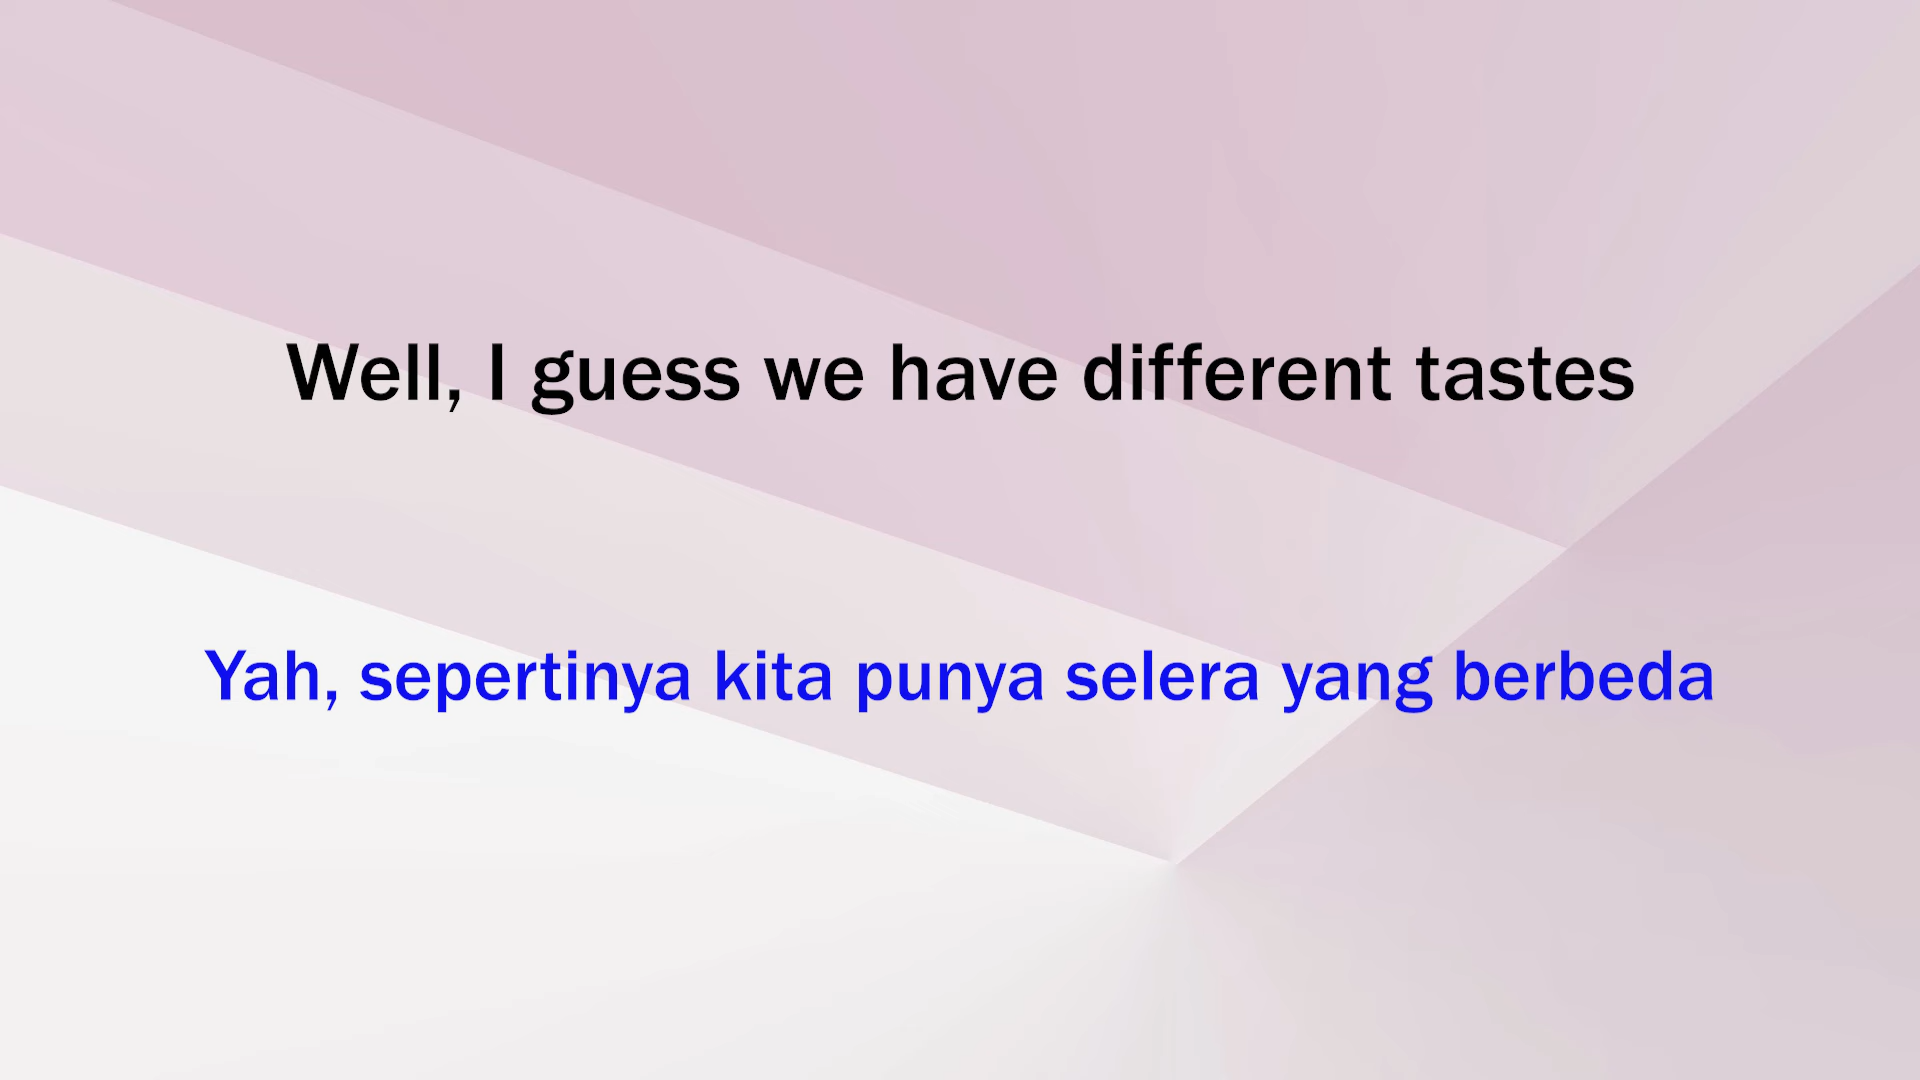 Well, I guess we have different tastes
Yah, sepertinya kita punya selera yang berbeda